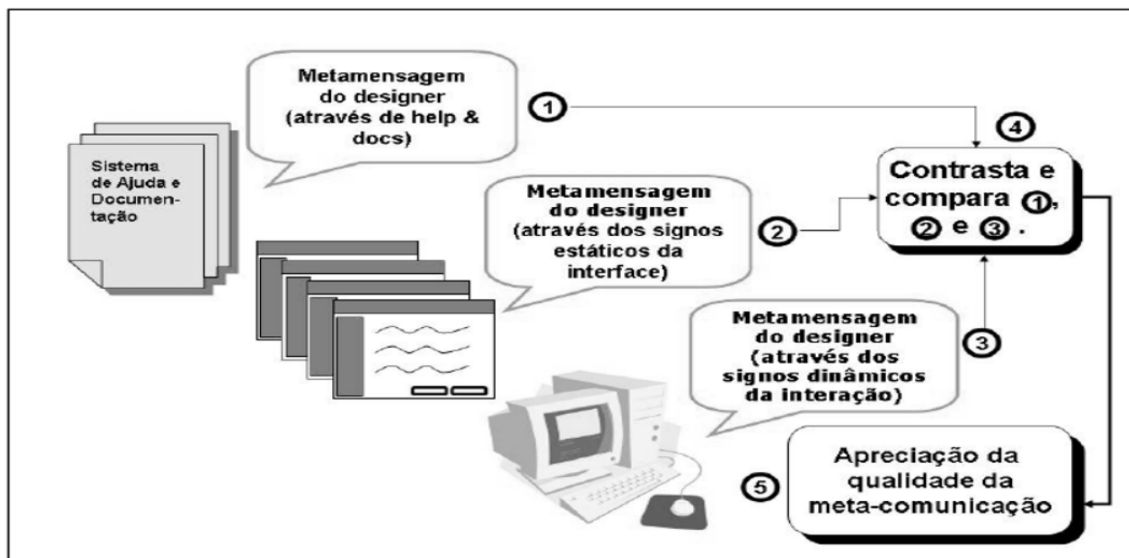 Metamensagem
do designer
(através de help &
docs)
1
4
Sistema
de Ajuda e
Documen-
tação
Contrasta e
compara 1,
2 e 3 .
Metamensagem
do designer
(através dos signos
estáticos da
interface)
2
Metamensagem
do designer
(através dos
signos dinâmicos
da interação)
3
5
Apreciação da
qualidade da
meta-comunicação